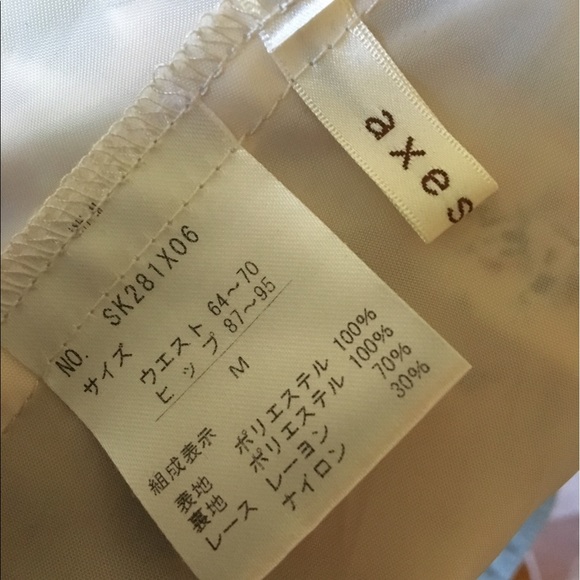 axes
NO. SK281X06
サイズ ウエスト 64～70
ヒップ 87～95
M
組成表示
表地 ポリエステル 100%
裏地 ポリエステル 100%
レース レーヨン 70%
ナイロン 30%